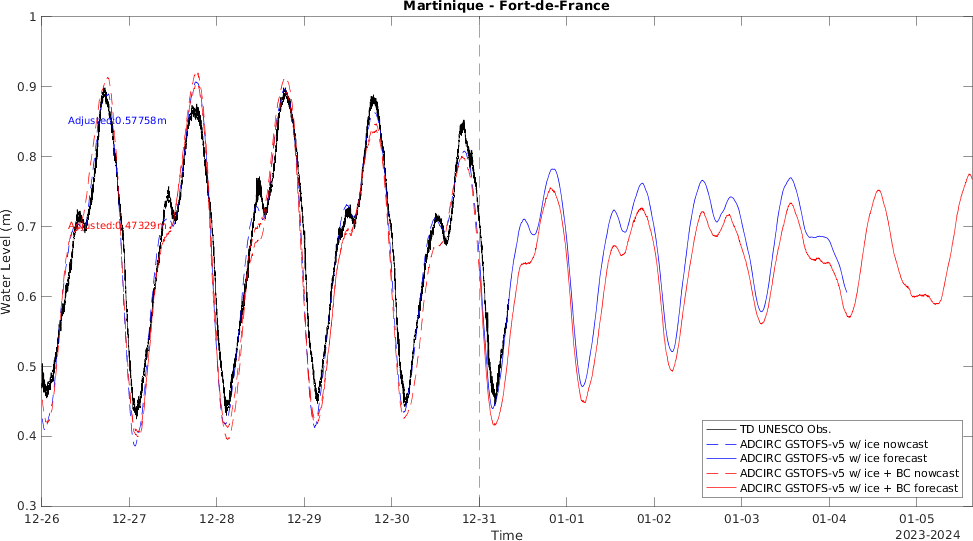 Martinique - Fort-de-France
1
0.9
0.8
0.7
0.6
0.5
0.4
0.3
Water Level (m)
Adjusted:0.57758m
Adjusted:0.47329m
TD UNESCO Obs.
ADCIRC GSTOFS-v5 w/ ice nowcast
ADCIRC GSTOFS-v5 w/ ice forecast
ADCIRC GSTOFS-v5 w/ ice + BC nowcast
ADCIRC GSTOFS-v5 w/ ice + BC forecast
12-26 12-27 12-28 12-29 12-30 12-31 01-01 01-02 01-03 01-04 01-05
Time
2023-2024